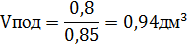 Vпод = 0,8 / 0,85 = 0,94дм³